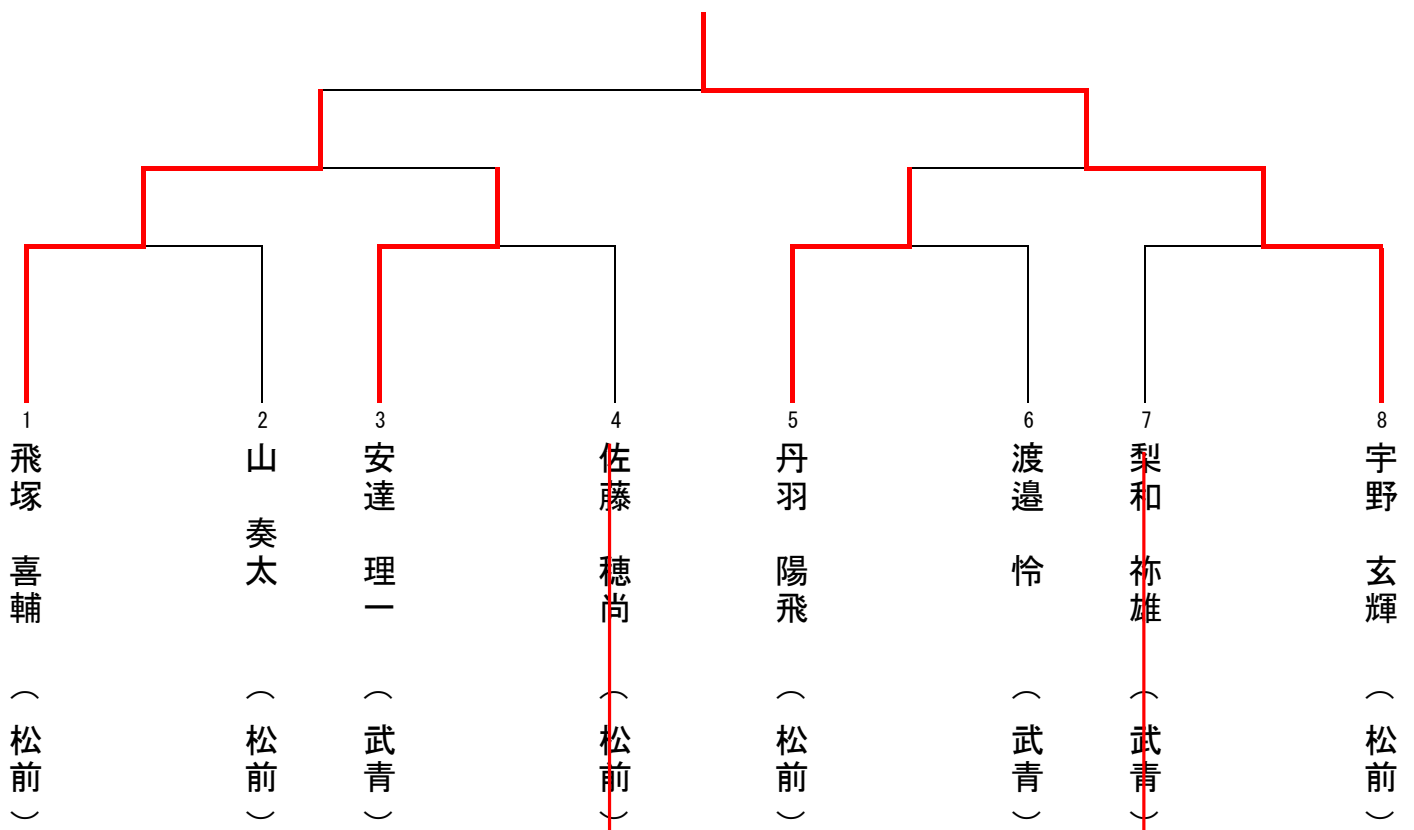 1
飛塚 喜輔 (松前)
2
山 奏太 (松前)
3
安達 理一 (武青)
4
佐藤 穂尚 (松前)
5
丹羽 陽飛 (松前)
6
渡邉 怜 (武青)
7
梨和 祢雄 (武青)
8
宇野 玄輝 (松前)